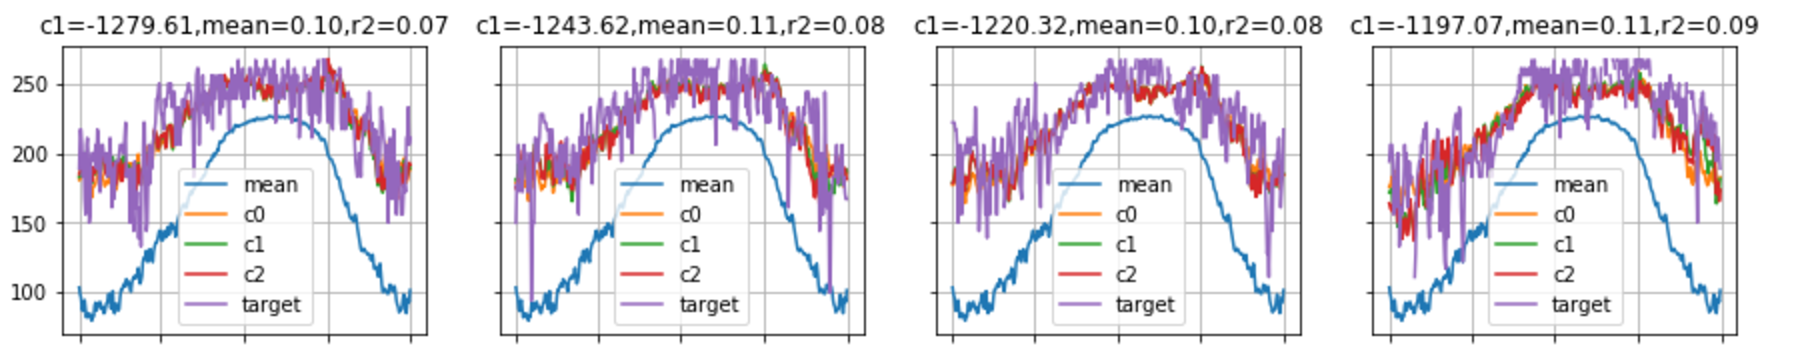 c1=-1279.61,mean=0.10,r2=0.07
c1=-1243.62,mean=0.11,r2=0.08
c1=-1220.32,mean=0.10,r2=0.08
c1=-1197.07,mean=0.11,r2=0.09
250
200
150
100
mean
c0
c1
c2
target
mean
c0
c1
c2
target
mean
c0
c1
c2
target
mean
c0
c1
c2
target